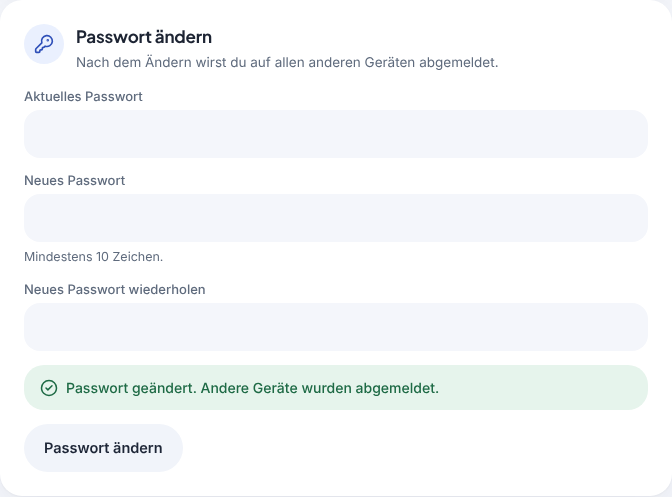 Passwort ändern
Nach dem Ändern wirst du auf allen anderen Geräten abgemeldet.
Aktuelles Passwort
Neues Passwort
Mindestens 10 Zeichen.
Neues Passwort wiederholen
Passwort geändert. Andere Geräte wurden abgemeldet.
Passwort ändern